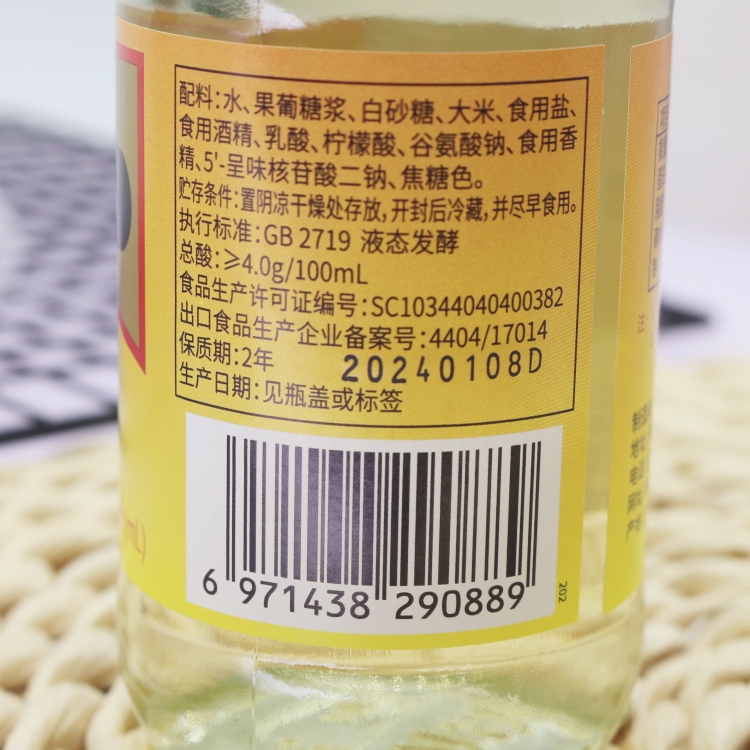 配料:水、果葡糖浆、白砂糖、大米、食用盐、
食用酒精、乳酸、柠檬酸、谷氨酸钠、食用香
精、5'-呈味核苷酸二钠、焦糖色。
贮存条件:置阴凉干燥处存放,开封后冷藏,并尽早食用。
执行标准:GB 2719 液态发酵
总酸:≥4.0g/100mL
食品生产许可证编号:SC10344040400382
出口食品生产企业备案号:4404/17014
保质期:2年
20240108D
生产日期:见瓶盖或标签
6 971438 290889
202
mL)
注: